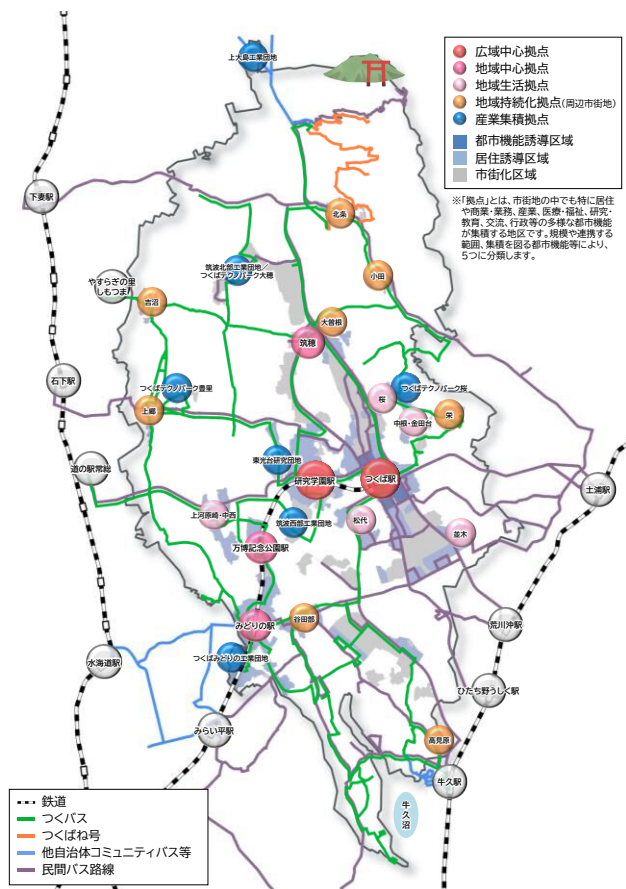 上大島工業団地
広域中心拠点
地域中心拠点
地域生活拠点
地域持続化拠点(周辺市街地)
産業集積拠点
都市機能誘導区域
居住誘導区域
市街化区域
※「拠点」とは、市街地の中でも特に居住
や商業・業務、産業、医療・福祉、研究・
教育、交流、行政等の多様な都市機能
が集積する地区です。規模や連携する
範囲、集積を図る都市機能等により、
5つに分類します。
下妻駅
北条
筑波北部工業団地/
つくばテクノパーク大穂
小田
やすらぎの里
しもつま
吉沼
大曽根
筑穂
石下駅
つくばテクノパーク豊里
つくばテクノパーク桜
桜
上郷
栄
中根・金田台
東光台研究団地
道の駅常総
研究学園駅
つくば駅
土浦駅
上河原崎・中西
筑波西部工業団地
松代
並木
万博記念公園駅
みどりの駅
谷田部
荒川沖駅
つくばみどりの工業団地
水海道駅
ひたち野うしく駅
みらい平駅
高見原
牛久駅
牛久沼
鉄道
つくバス
つくばね号
他自治体コミュニティバス等
民間バス路線